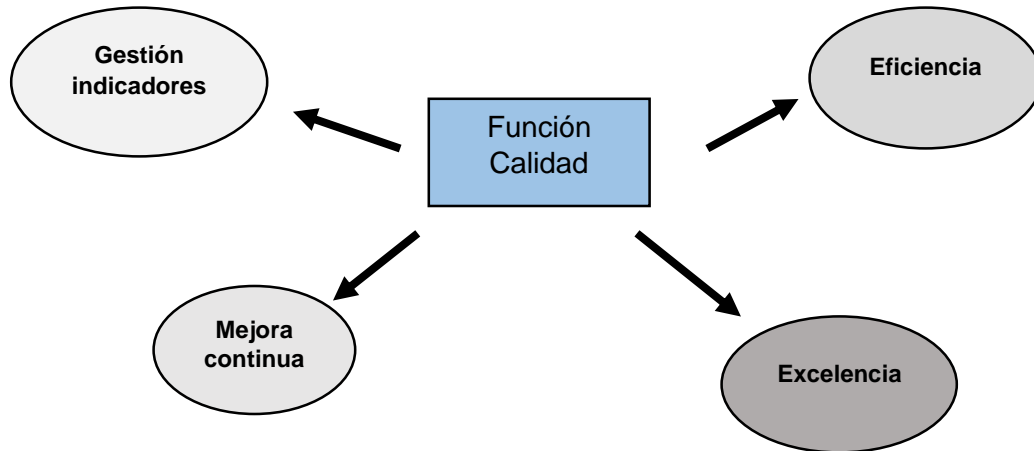 Gestión
indicadores
Eficiencia
Función
Calidad
Mejora
continua
Excelencia